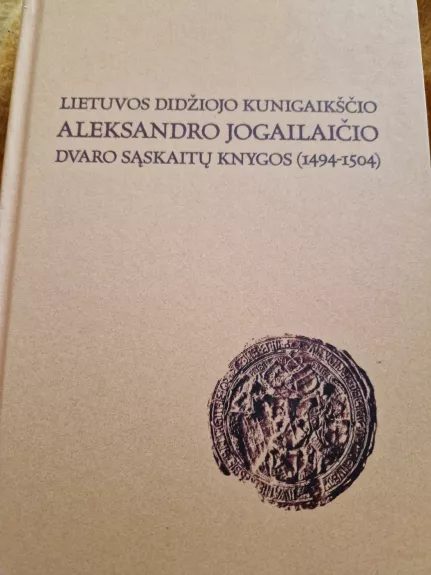 LIETUVOS DIDŽIOJO KUNIGAIKŠČIO
ALEKSANDRO JOGAILAIČIO
DVARO SĄSKAITŲ KNYGOS (1494-1504)